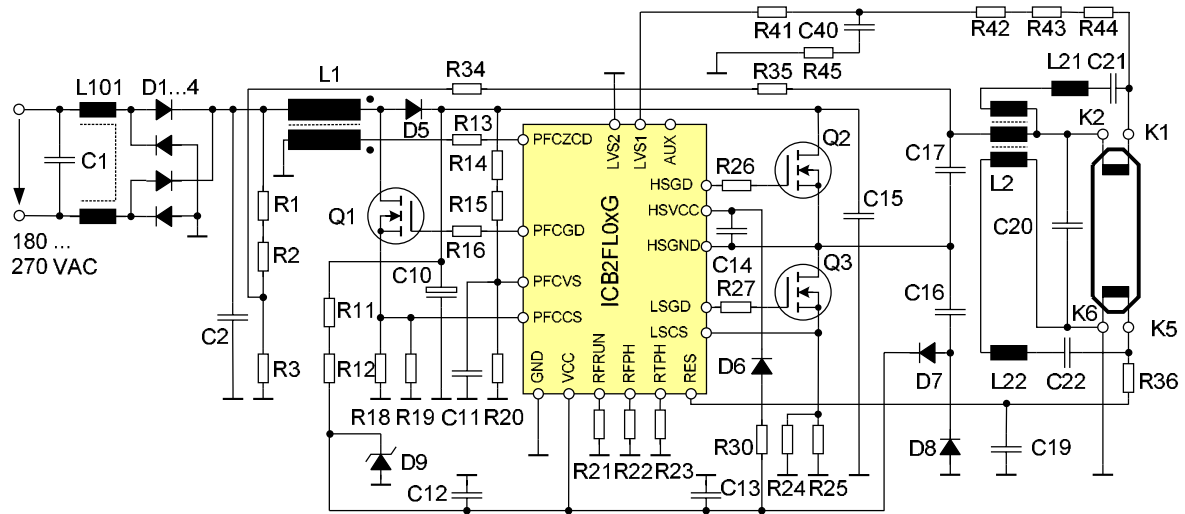 R41
C40
R42
R43
R44
R45
L101
D1...4
L1
R34
R35
L21
C21
D5
R13
K2
K1
C1
R14
PFCZCD
LVS2
LVS1
AUX
Q2
R26
C17
L2
HSGD
R1
Q1
R15
C15
HSVCC
PFCGD
R16
C20
180 ...
270 VAC
R2
C10
ICB2FL0xG
HSGND
C14
Q3
PFCVS
R27
C16
R11
LSGD
K6
K5
C2
PFCCS
LSCS
R3
R12
D6
D7
L22
C22
R36
GND
VCC
RFRUN
RFPH
RTPH
RES
R18
R19
C11
R20
R30
D8
C19
D9
R21
R22
R23
C12
C13
R24
R25